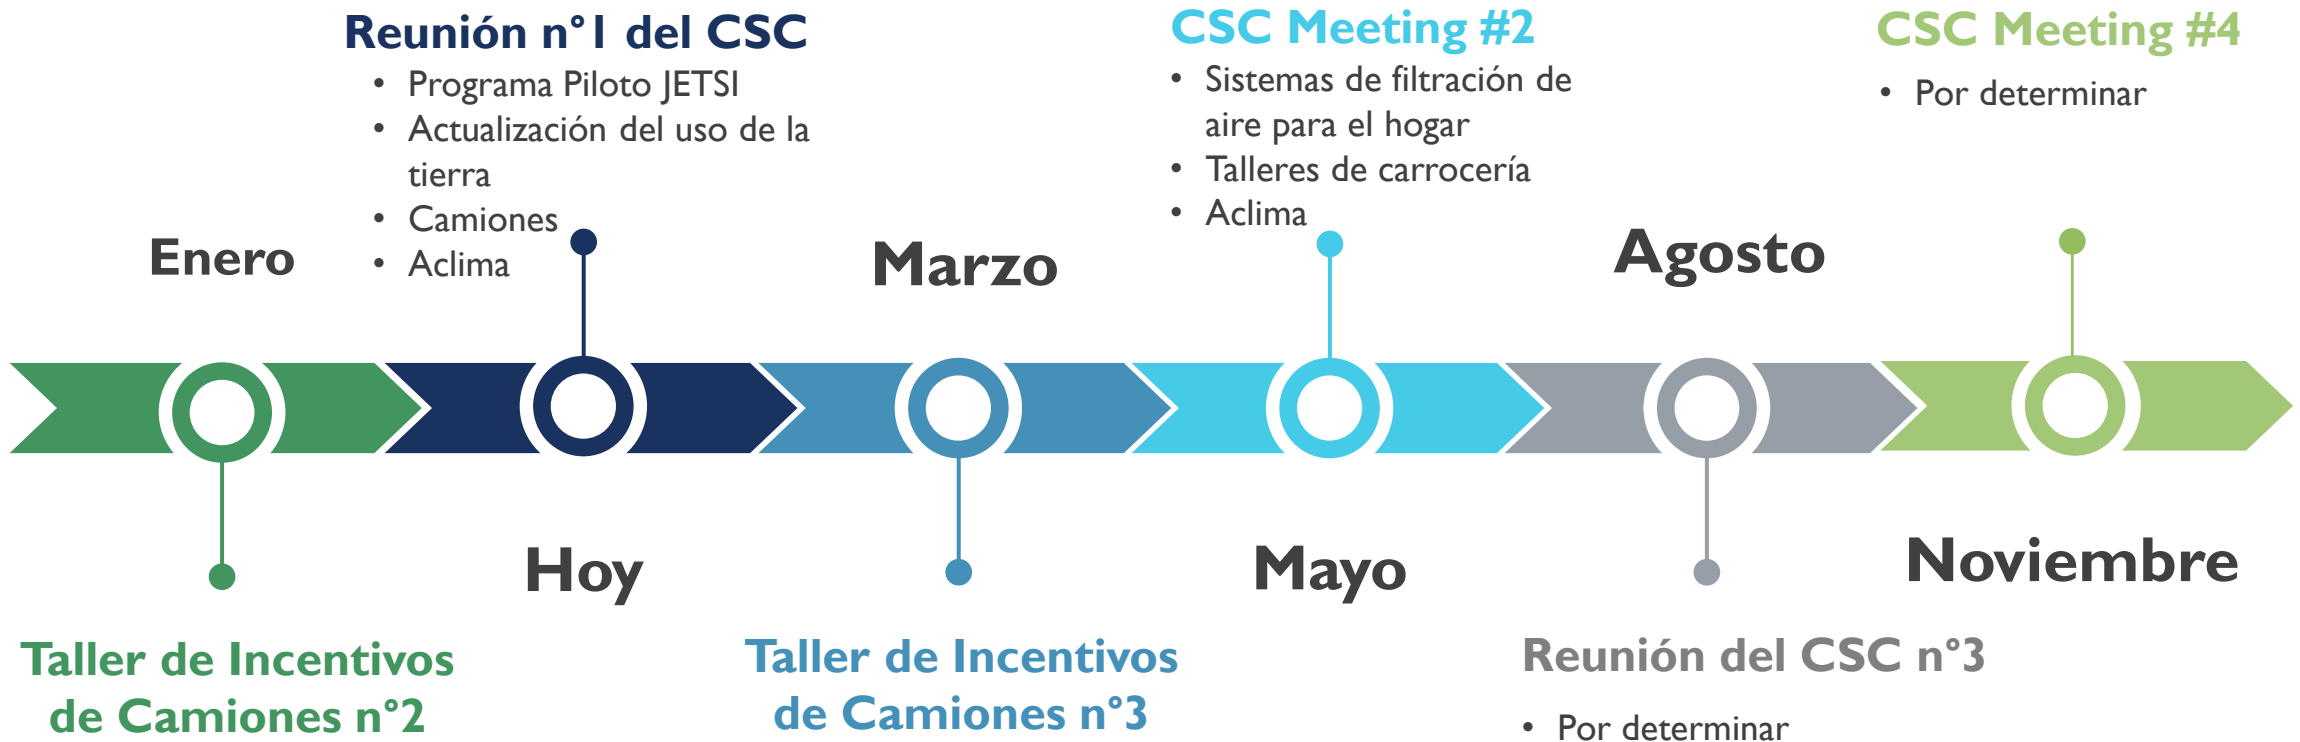 Enero
Taller de Incentivos
de Camiones n°2
Reunión n°1 del CSC
• Programa Piloto JETSI
• Actualización del uso de la
tierra
• Camiones
• Aclima
Hoy
Marzo
Taller de Incentivos
de Camiones n°3
CSC Meeting #2
• Sistemas de filtración de
aire para el hogar
• Talleres de carrocería
• Aclima
Mayo
Agosto
Reunión del CSC n°3
• Por determinar
CSC Meeting #4
• Por determinar
Noviembre